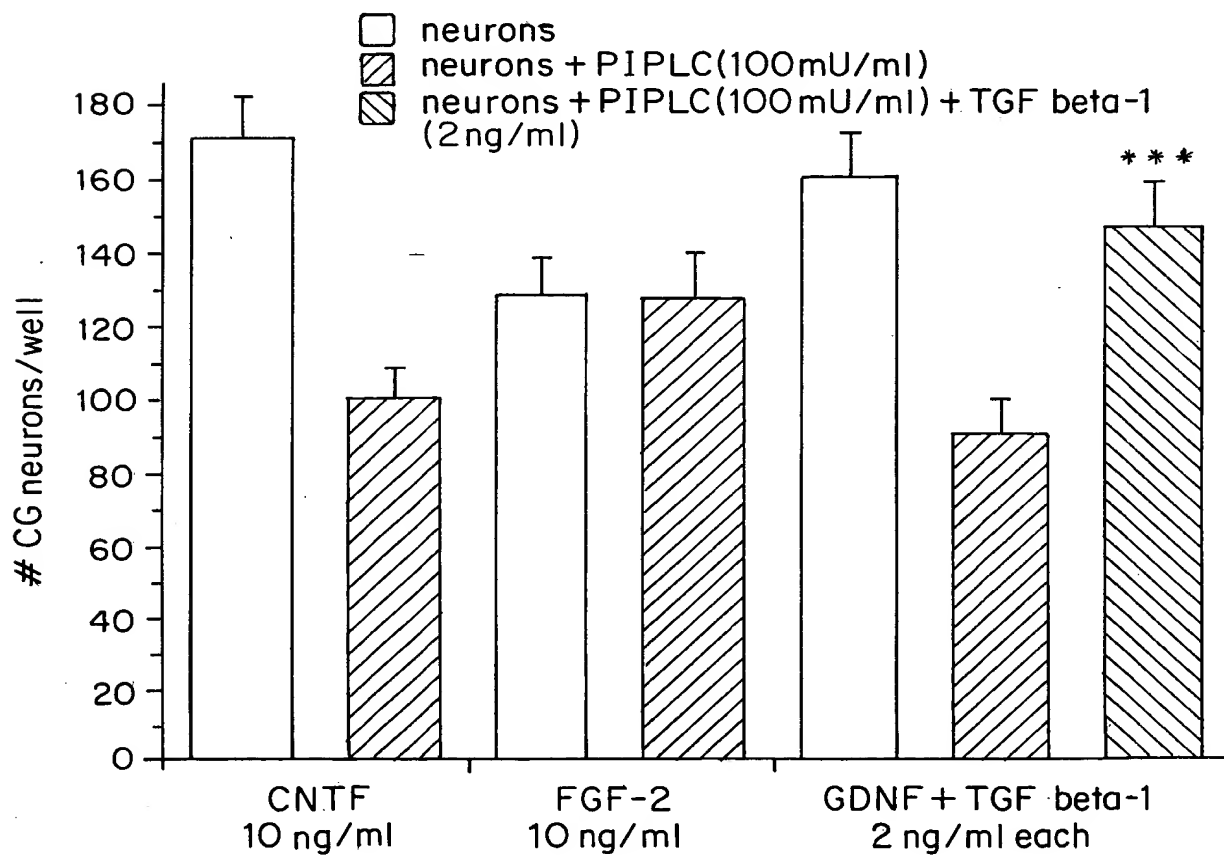 neurons
neurons + PIPLC(100mU/ml)
neurons + PIPLC(100mU/ml) + TGF beta-1
(2ng/ml)
180
160
140
120
100
80
60
40
20
0
# CG neurons/well
***
CNTF
10 ng/ml
FGF-2
10 ng/ml
GDNF + TGF beta-1
2 ng/ml each